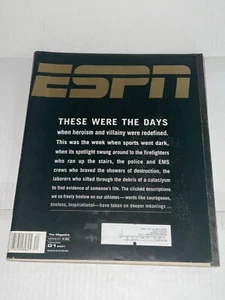 ESPN
THESE WERE THE DAYS
when heroism and villainy were redefined.
This was the week when sports went dark,
when its spotlight swung around to the firefighters
who ran up the stairs, the police and EMS
crews who braved the showers of destruction, the
laborers who sifted through the debris of a cataclysm
to find evidence of someone's life. The clichéd descriptions
we so freely bestow on our athletes—words like courageous,
tireless, inspirational—have taken on deeper meanings ...
The Magazine
01